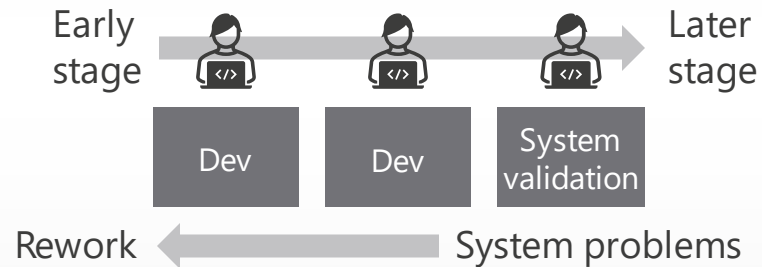 Early
stage
Later
stage
</>
</>
</>
Dev
Dev
System
validation
Rework
System problems